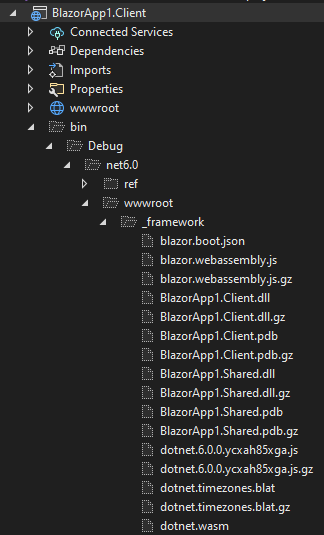 BlazorApp1.Client
Connected Services
Dependencies
Imports
Properties
wwwroot
bin
Debug
net6.0
ref
wwwroot
_framework
blazor.boot.json
blazor.webassembly.js
blazor.webassembly.js.gz
BlazorApp1.Client.dll
BlazorApp1.Client.dll.gz
BlazorApp1.Client.pdb
BlazorApp1.Client.pdb.gz
BlazorApp1.Shared.dll
BlazorApp1.Shared.dll.gz
BlazorApp1.Shared.pdb
BlazorApp1.Shared.pdb.gz
dotnet.6.0.0.ycxah85xga.js
dotnet.6.0.0.ycxah85xga.js.gz
dotnet.timezones.blat
dotnet.timezones.blat.gz
dotnet.wasm